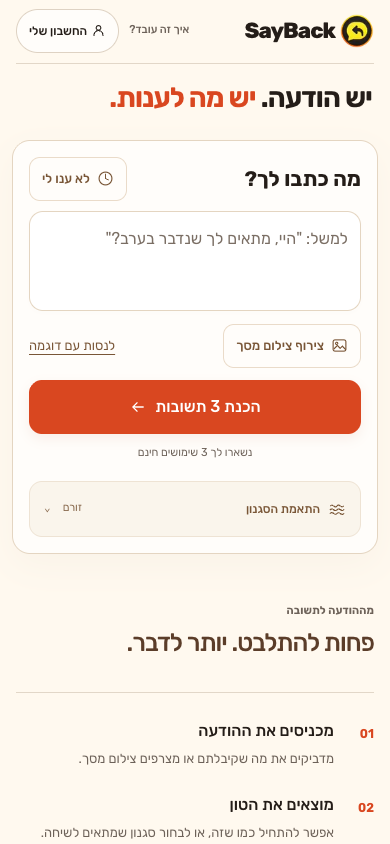 SayBack
איך זה עובד?
החשבון שלי
יש הודעה. יש מה לענות.
מה כתבו לך?
לא ענו לי
למשל: "היי, מתאים לך שנדבר בערב?"
צירוף צילום מסך
לנסות עם דוגמה
הכנת 3 תשובות ←
נשארו לך 3 שימושים חינם
התאמת הסגנון
זורם
מההודעה לתשובה
פחות להתלבט. יותר לדבר.
01
מכניסים את ההודעה
מדביקים את מה שקיבלתם או מצרפים צילום מסך.
02
מוצאים את הטון
אפשר להתחיל כמו שזה, או לבחור סגנון שמתאים לשיחה.